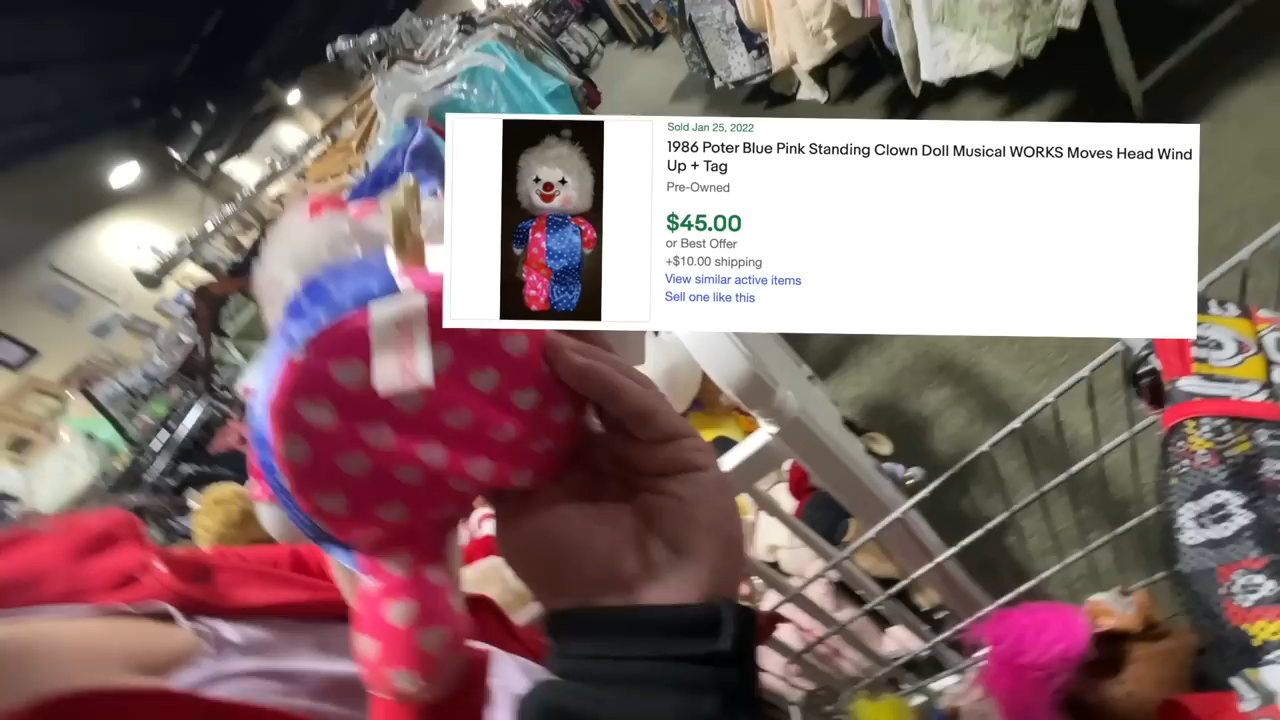 Sold Jan 25, 2022
1986 Poter Blue Pink Standing Clown Doll Musical WORKS Moves Head Wind
Up + Tag
Pre-Owned
$45.00
or Best Offer
+$10.00 shipping
View similar active items
Sell one like this